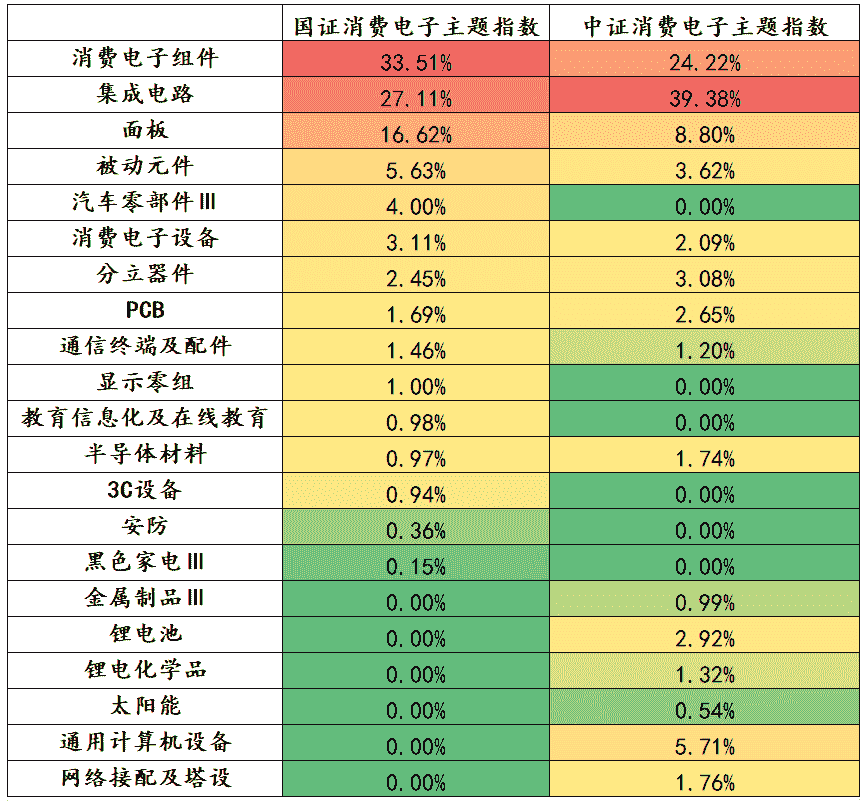 国证消费电子主题指数 中证消费电子主题指数
消费电子组件 33.51% 24.22%
集成电路 27.11% 39.38%
面板 16.62% 8.80%
被动元件 5.63% 3.62%
汽车零部件Ⅲ 4.00% 0.00%
消费电子设备 3.11% 2.09%
分立器件 2.45% 3.08%
PCB 1.69% 2.65%
通信终端及配件 1.46% 1.20%
显示零组 1.00% 0.00%
教育信息化及在线教育 0.98% 0.00%
半导体材料 0.97% 1.74%
3C设备 0.94% 0.00%
安防 0.36% 0.00%
黑色家电Ⅲ 0.15% 0.00%
金属制品Ⅲ 0.00% 0.99%
锂电池 0.00% 2.92%
锂电化学品 0.00% 1.32%
太阳能 0.00% 0.54%
通用计算机设备 0.00% 5.71%
网络接配及塔设 0.00% 1.76%